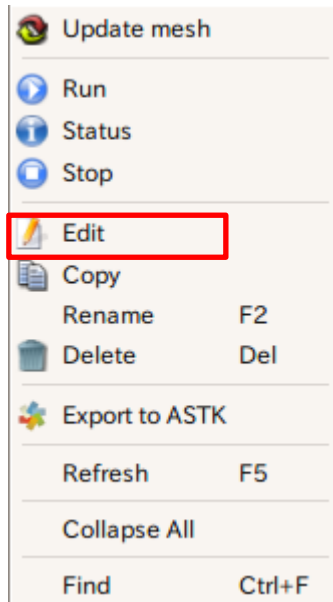 Update mesh
Run
Status
Stop
Edit
Copy
Rename F2
Delete Del
Export to ASTK
Refresh F5
Collapse All
Find Ctrl+F